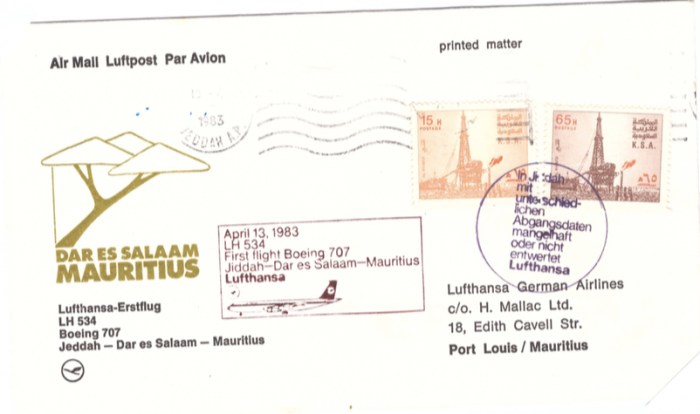 Air Mail Luftpost Par Avion
printed matter
1983
JEDDAH A.P.
15 H
POSTAGE
65 H
POSTAGE
K.S.A.
٦٥
DAR ES SALAAM
MAURITIUS
April 13, 1983
LH 534
First flight Boeing 707
Jiddah–Dar es Salaam–Mauritius
Lufthansa
In Jeddah
mit
unterschied-
lichen
Abgangsdaten
mangelhaft
oder nicht
entwertet
Lufthansa
Lufthansa-Erstflug
LH 534
Boeing 707
Jeddah – Dar es Salaam – Mauritius
Lufthansa German Airlines
c/o. H. Mallac Ltd.
18, Edith Cavell Str.
Port Louis / Mauritius